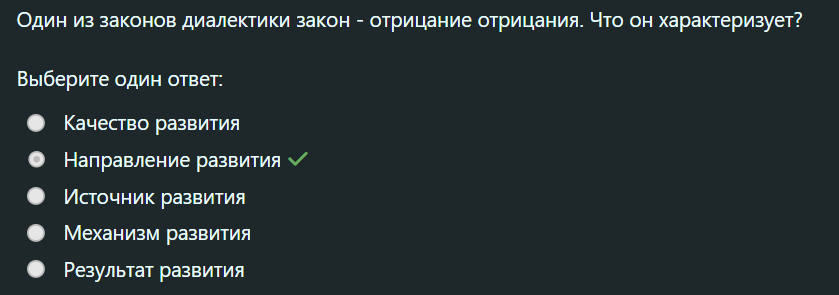 Один из законов диалектики закон - отрицание отрицания. Что он характеризует?
Выберите один ответ:
Качество развития
Направление развития
Источник развития
Механизм развития
Результат развития